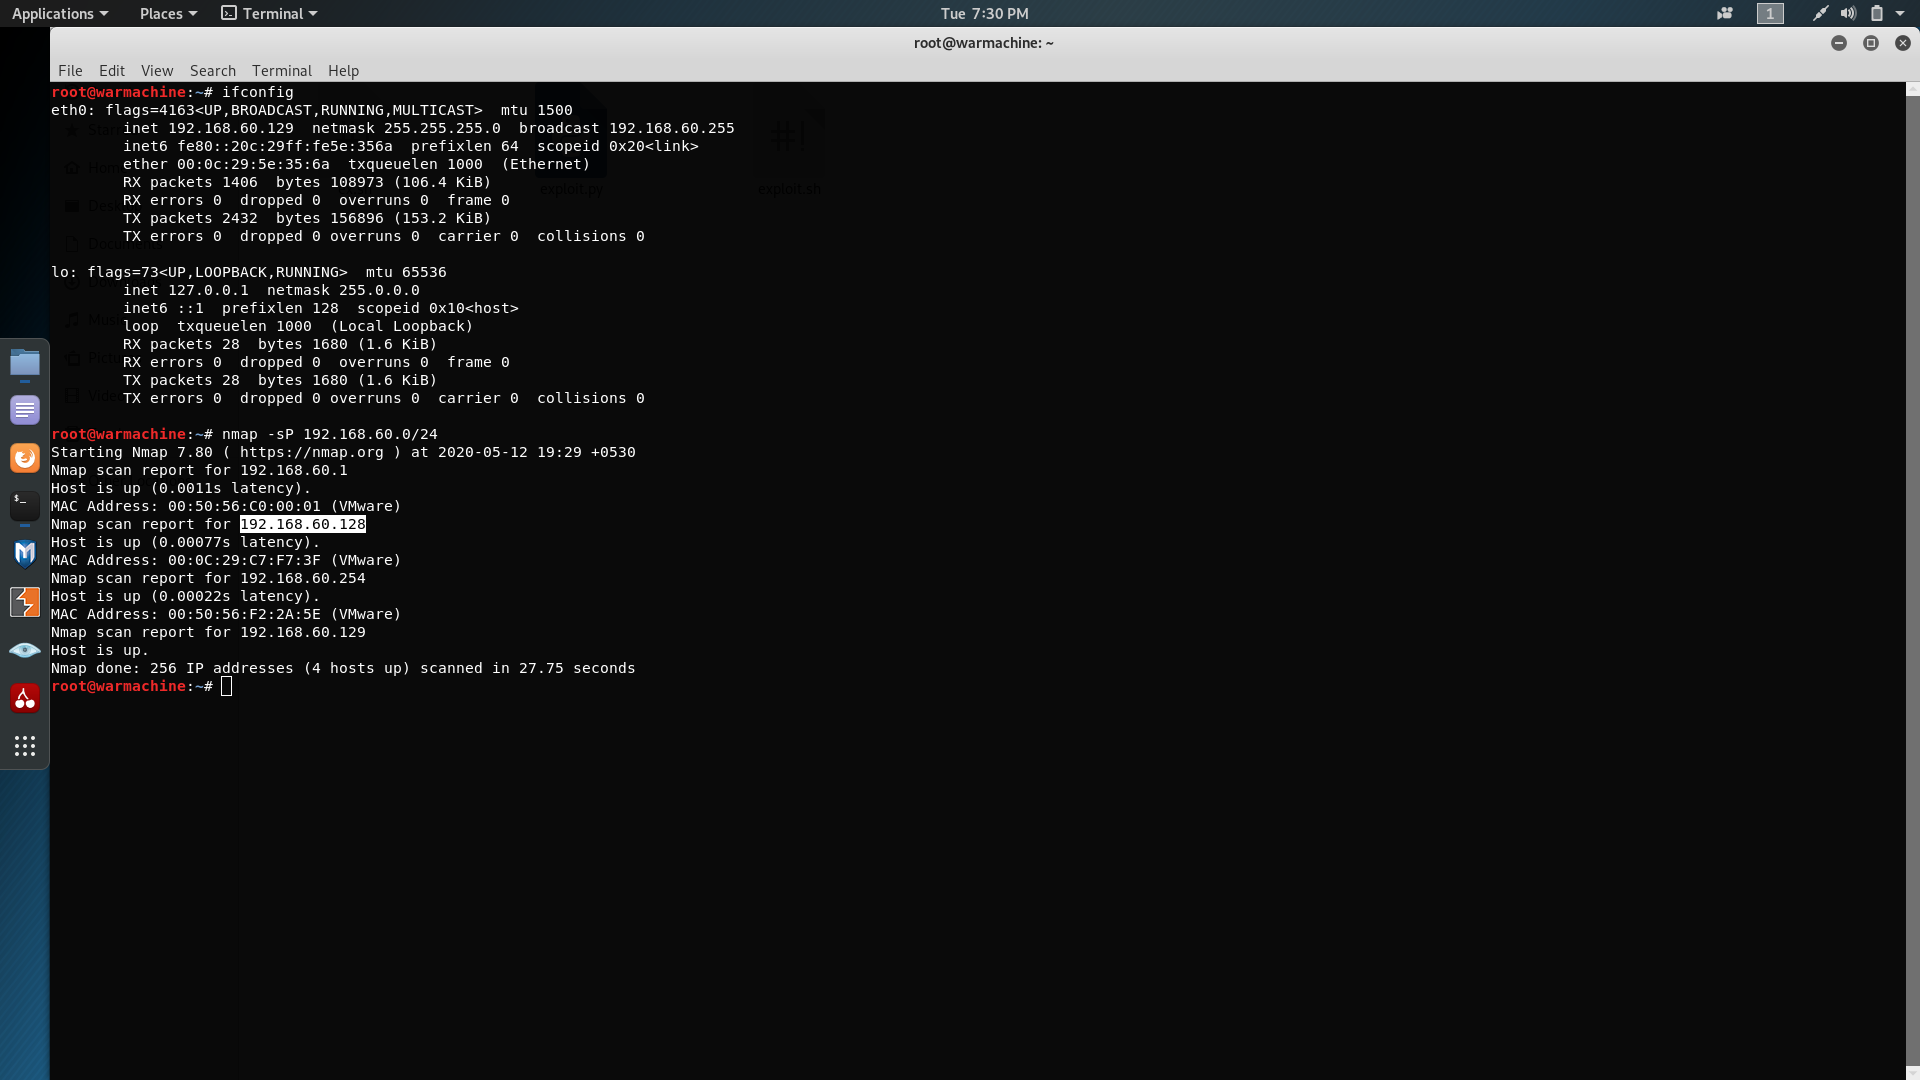 Applications Places Terminal Tue 7:30 PM 1
root@warmachine: ~
File Edit View Search Terminal Help
root@warmachine:~# ifconfig
eth0: flags=4163<UP,BROADCAST,RUNNING,MULTICAST>  mtu 1500
        inet 192.168.60.129  netmask 255.255.255.0  broadcast 192.168.60.255
        inet6 fe80::20c:29ff:fe5e:356a  prefixlen 64  scopeid 0x20<link>
        ether 00:0c:29:5e:35:6a  txqueuelen 1000  (Ethernet)
        RX packets 1406  bytes 108973 (106.4 KiB)
exploit.py exploit.sh
        RX errors 0  dropped 0  overruns 0  frame 0
        TX packets 2432  bytes 156896 (153.2 KiB)
        TX errors 0  dropped 0 overruns 0  carrier 0  collisions 0
lo: flags=73<UP,LOOPBACK,RUNNING>  mtu 65536
        inet 127.0.0.1  netmask 255.0.0.0
        inet6 ::1  prefixlen 128  scopeid 0x10<host>
        loop  txqueuelen 1000  (Local Loopback)
        RX packets 28  bytes 1680 (1.6 KiB)
        RX errors 0  dropped 0  overruns 0  frame 0
        TX packets 28  bytes 1680 (1.6 KiB)
        TX errors 0  dropped 0 overruns 0  carrier 0  collisions 0
root@warmachine:~# nmap -sP 192.168.60.0/24
Starting Nmap 7.80 ( https://nmap.org ) at 2020-05-12 19:29 +0530
Nmap scan report for 192.168.60.1
Host is up (0.0011s latency).
MAC Address: 00:50:56:C0:00:01 (VMware)
Nmap scan report for 192.168.60.128
Host is up (0.00077s latency).
MAC Address: 00:0C:29:C7:F7:3F (VMware)
Nmap scan report for 192.168.60.254
Host is up (0.00022s latency).
MAC Address: 00:50:56:F2:2A:5E (VMware)
Nmap scan report for 192.168.60.129
Host is up.
Nmap done: 256 IP addresses (4 hosts up) scanned in 27.75 seconds
root@warmachine:~#